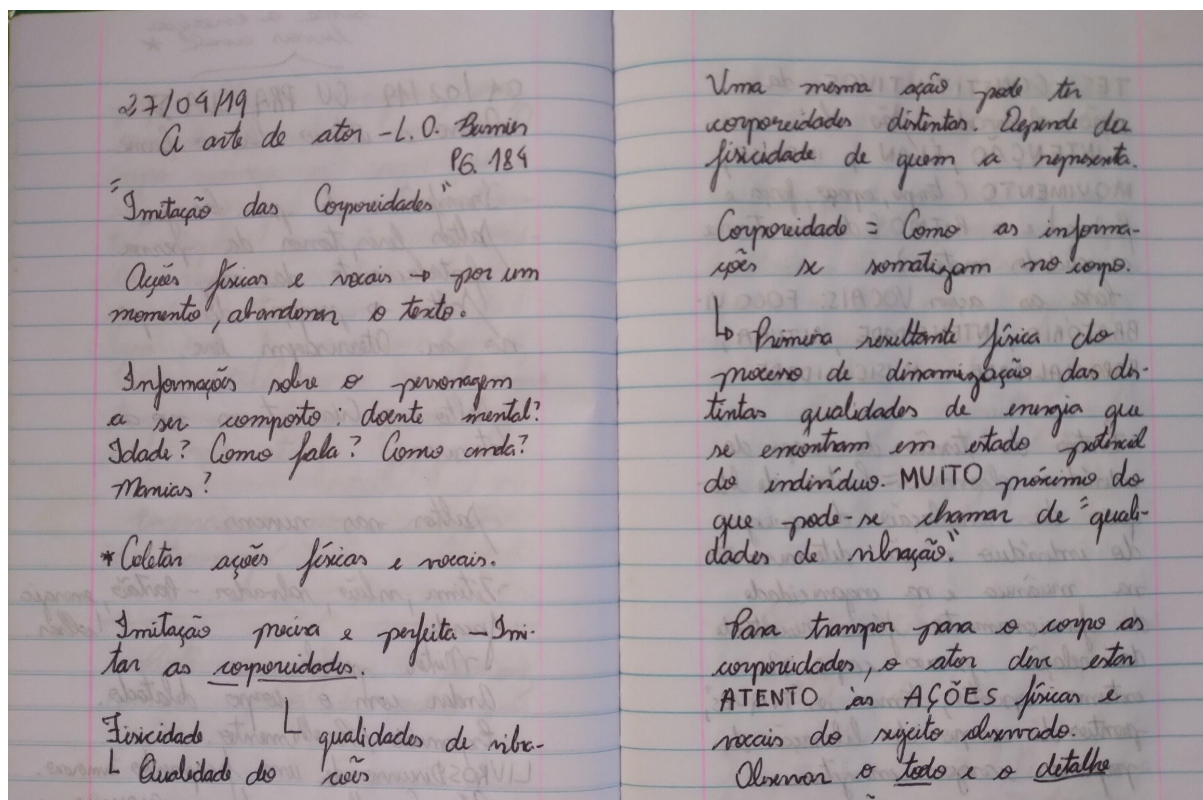 27/04/19
A arte de ator - L. O. Burnier
PG. 184
"Imitação das Corporeidades"
Ações físicas e vocais → por um
momento, abandonar o texto.
Informações sobre o personagem
a ser composto: doente mental?
Idade? Como fala? Como anda?
Manias?
* Coletar ações físicas e vocais.
Imitação precisa e perfeita - Imi-
tar as corporeidades.
Fisicidade └ qualidades de vibra-
└ Qualidade do ções
Uma mesma ação pode ter
corporeidades distintas. Depende da
fisicidade de quem a representa.
Corporeidade = Como as informa-
ções se somatizam no corpo.
↳ Primeira resultante física do
processo de dinamização das dis-
tintas qualidades de energia que
se encontram em estado potencial
do indivíduo. MUITO próximo do
que pode-se chamar de "quali-
dades de vibração."
Para transpor para o corpo as
corporeidades, o ator deve estar
ATENTO às AÇÕES físicas e
vocais do sujeito observado.
Observar o todo e o detalhe